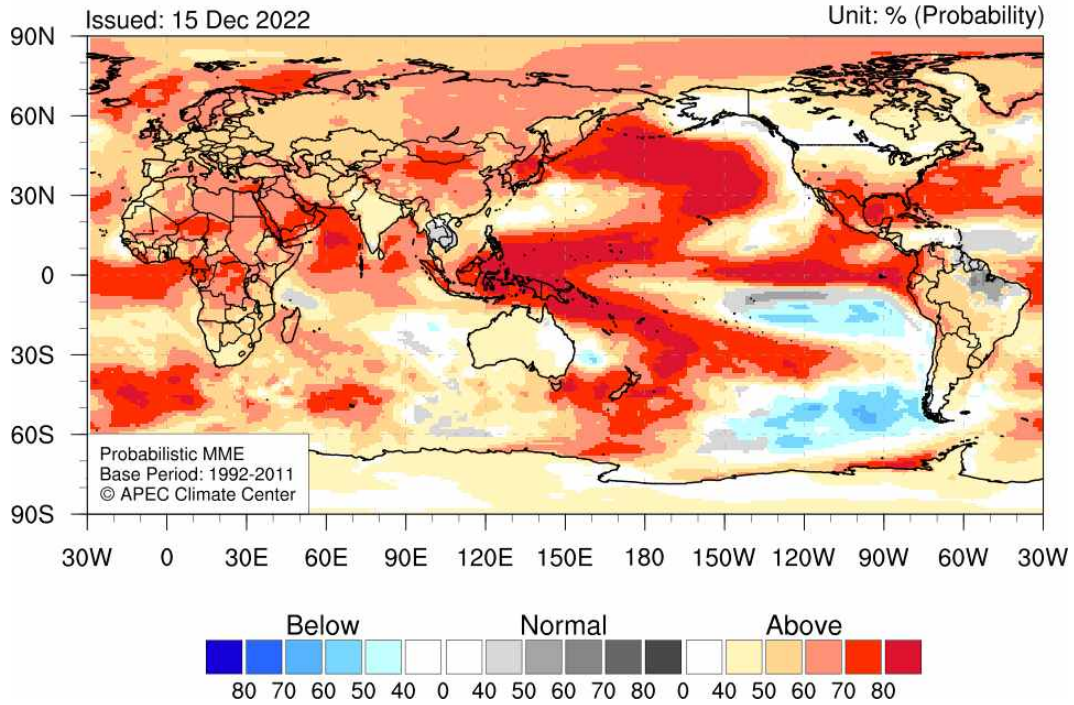 Issued: 15 Dec 2022
Unit: % (Probability)
90N
60N
30N
0
30S
60S
90S
Probabilistic MME
Base Period: 1992-2011
© APEC Climate Center
30W 0 30E 60E 90E 120E 150E 180 150W 120W 90W 60W 30W
Below Normal Above
80 70 60 50 40 0 40 50 60 70 80 0 40 50 60 70 80